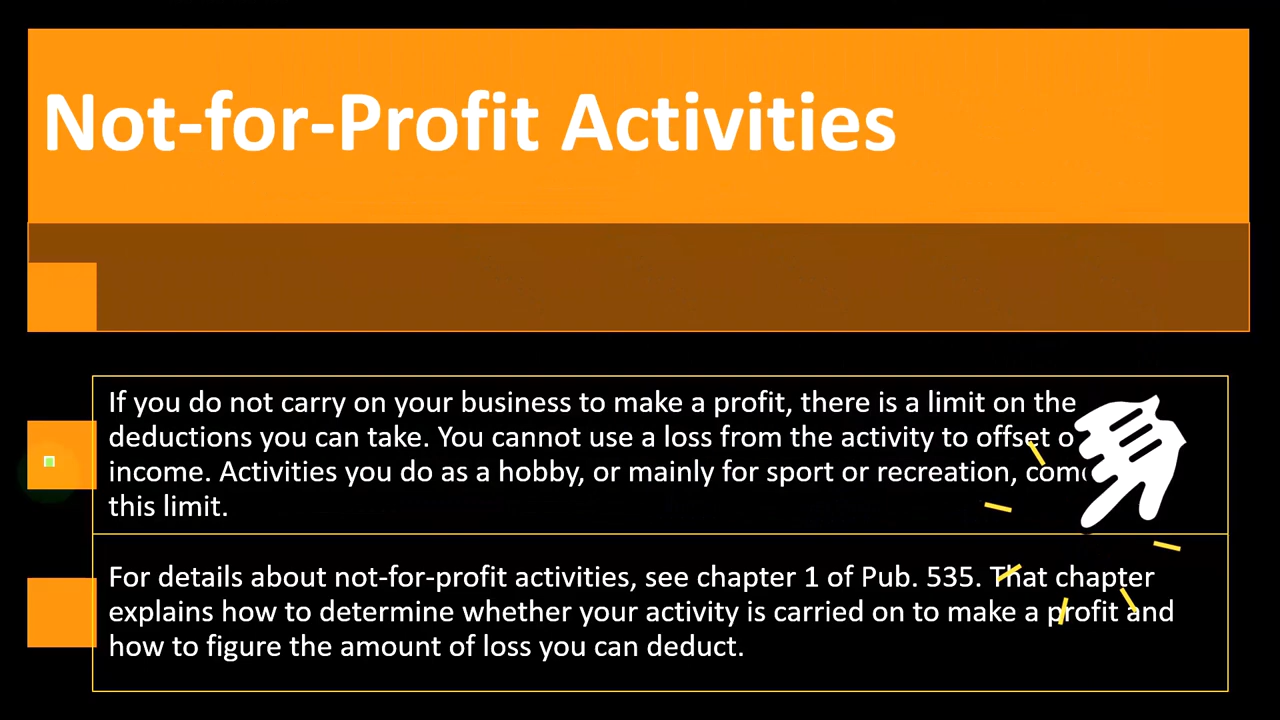 Not-for-Profit Activities
If you do not carry on your business to make a profit, there is a limit on the
deductions you can take. You cannot use a loss from the activity to offset
income. Activities you do as a hobby, or mainly for sport or recreation,
this limit.
For details about not-for-profit activities, see chapter 1 of Pub. 535. That chapter
explains how to determine whether your activity is carried on to make a profit and
how to figure the amount of loss you can deduct.